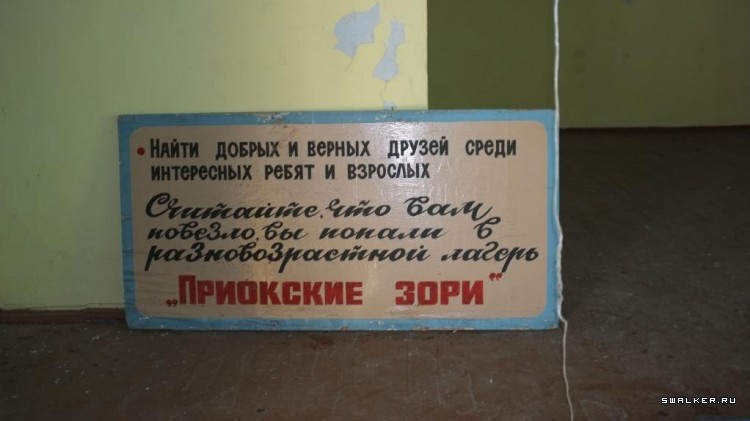 • Найти добрых и верных друзей среди
интересных ребят и взрослых
Считайте, что вам
повезло, вы попали в
разновозрастной лагерь
„Приокские зори“
SWALKER.RU